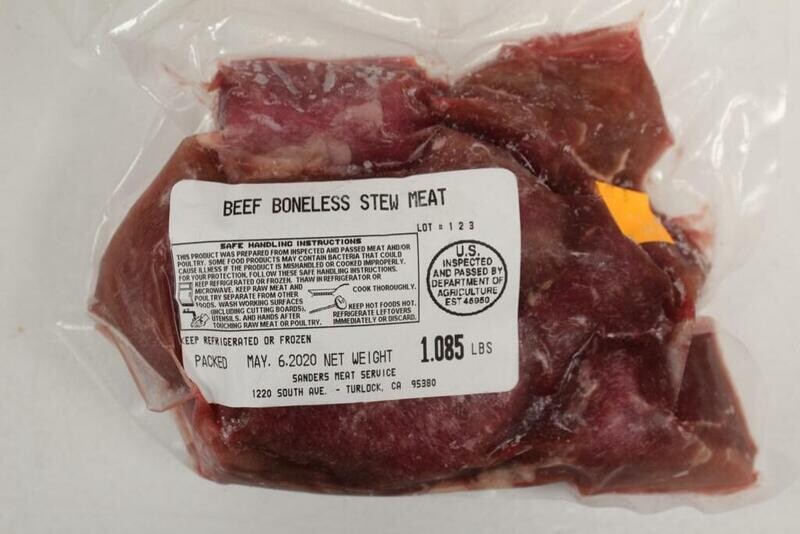 BEEF BONELESS STEW MEAT
LOT # 1 2 3
SAFE HANDLING INSTRUCTIONS
THIS PRODUCT WAS PREPARED FROM INSPECTED AND PASSED MEAT AND/OR
POULTRY. SOME FOOD PRODUCTS MAY CONTAIN BACTERIA THAT COULD
CAUSE ILLNESS IF THE PRODUCT IS MISHANDLED OR COOKED IMPROPERLY.
FOR YOUR PROTECTION, FOLLOW THESE SAFE HANDLING INSTRUCTIONS.
KEEP REFRIGERATED OR FROZEN. THAW IN REFRIGERATOR OR
MICROWAVE. KEEP RAW MEAT AND
POULTRY SEPARATE FROM OTHER
FOODS. WASH WORKING SURFACES
(INCLUDING CUTTING BOARDS),
UTENSILS, AND HANDS AFTER
TOUCHING RAW MEAT OR POULTRY.
COOK THOROUGHLY.
KEEP HOT FOODS HOT.
REFRIGERATE LEFTOVERS
IMMEDIATELY OR DISCARD.
U.S.
INSPECTED
AND PASSED BY
DEPARTMENT OF
AGRICULTURE
EST 46960
KEEP REFRIGERATED OR FROZEN
PACKED MAY. 6.2020 NET WEIGHT 1.085 LBS
SANDERS MEAT SERVICE
1220 SOUTH AVE. - TURLOCK, CA 95380